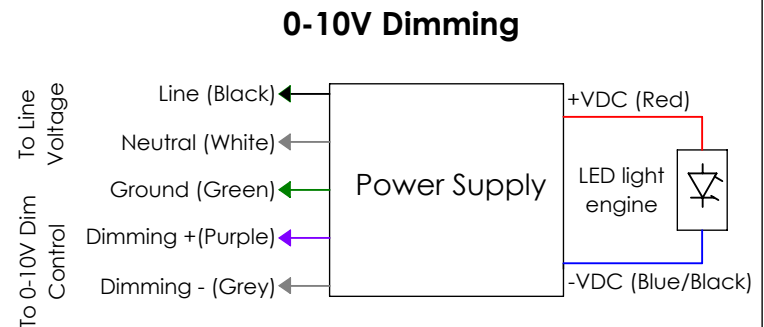 0-10V Dimming
To Line
Voltage
To 0-10V Dim
Control
Line (Black)
Neutral (White)
Ground (Green)
Dimming +(Purple)
Dimming - (Grey)
Power Supply
+VDC (Red)
LED light
engine
-VDC (Blue/Black)